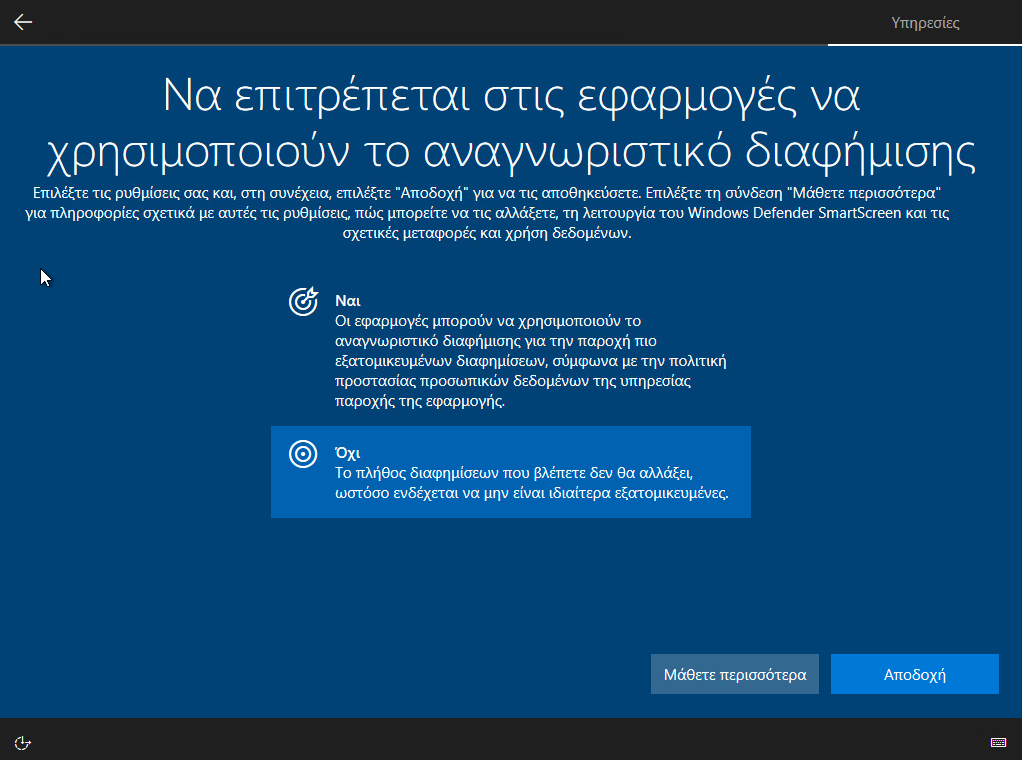 Υπηρεσίες
Να επιτρέπεται στις εφαρμογές να
χρησιμοποιούν το αναγνωριστικό διαφήμισης
Επιλέξτε τις ρυθμίσεις σας και, στη συνέχεια, επιλέξτε "Αποδοχή" για να τις αποθηκεύσετε. Επιλέξτε τη σύνδεση "Μάθετε περισσότερα"
για πληροφορίες σχετικά με αυτές τις ρυθμίσεις, πώς μπορείτε να τις αλλάξετε, τη λειτουργία του Windows Defender SmartScreen και τις
σχετικές μεταφορές και χρήση δεδομένων.
Ναι
Οι εφαρμογές μπορούν να χρησιμοποιούν το
αναγνωριστικό διαφήμισης για την παροχή πιο
εξατομικευμένων διαφημίσεων, σύμφωνα με την πολιτική
προστασίας προσωπικών δεδομένων της υπηρεσίας
παροχής της εφαρμογής.
Όχι
Το πλήθος διαφημίσεων που βλέπετε δεν θα αλλάξει,
ωστόσο ενδέχεται να μην είναι ιδιαίτερα εξατομικευμένες.
Μάθετε περισσότερα
Αποδοχή